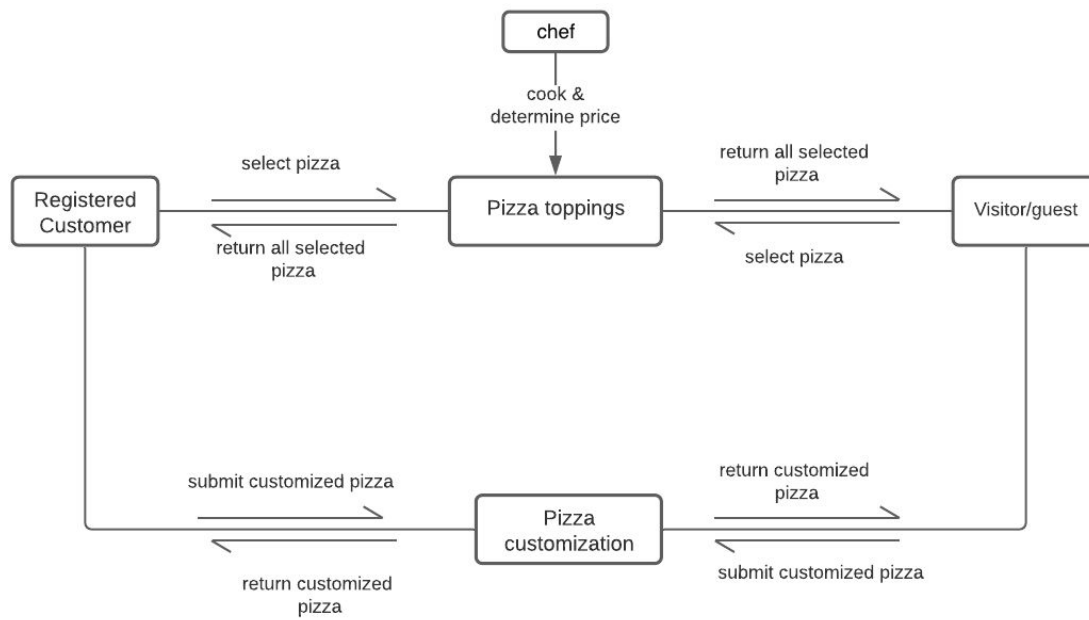 chef
cook &
determine price
select pizza
return all selected
pizza
Registered
Customer
Pizza toppings
Visitor/guest
return all selected
pizza
select pizza
submit customized pizza
return customized
pizza
Pizza
customization
return customized
pizza
submit customized pizza